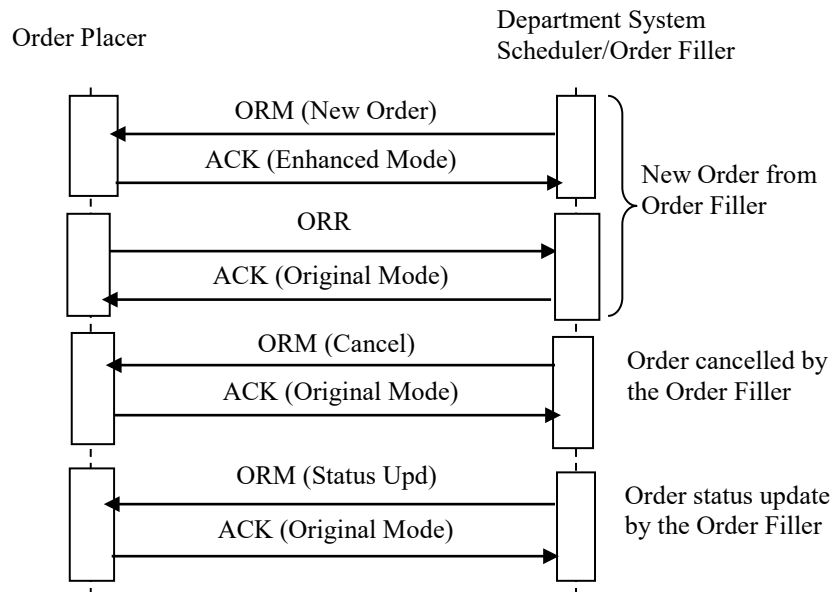 Order Placer
Department System
Scheduler/Order Filler
ORM (New Order)
ACK (Enhanced Mode)
New Order from
Order Filler
ORR
ACK (Original Mode)
ORM (Cancel)
ACK (Original Mode)
Order cancelled by
the Order Filler
ORM (Status Upd)
ACK (Original Mode)
Order status update
by the Order Filler